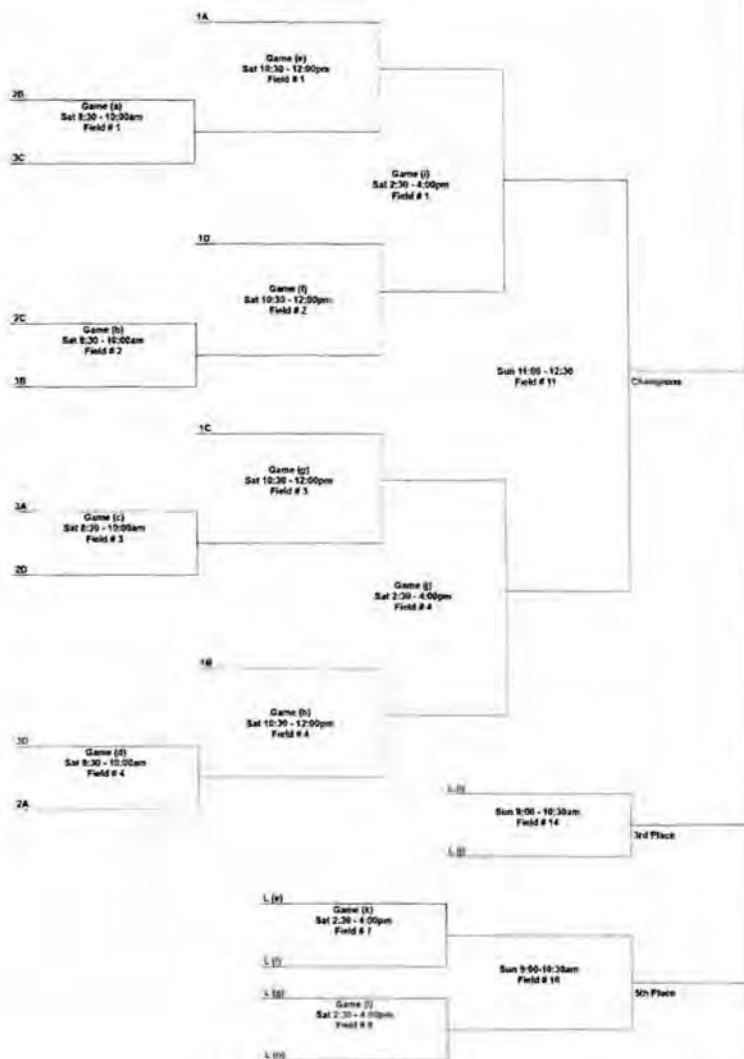 1A
Game (e)
Sat 10:30 - 12:00pm
Field # 1
2B
Game (a)
Sat 8:30 - 10:00am
Field # 1
3C
Game (i)
Sat 2:30 - 4:00pm
Field # 1
1D
Game (f)
Sat 10:30 - 12:00pm
Field # 2
2C
Game (b)
Sat 8:30 - 10:00am
Field # 2
3B
Sun 11:00 - 12:30
Field # 11
Champions
1C
Game (g)
Sat 10:30 - 12:00pm
Field # 3
3A
Game (c)
Sat 8:30 - 10:00am
Field # 3
2D
Game (j)
Sat 2:30 - 4:00pm
Field # 4
1B
Game (h)
Sat 10:30 - 12:00pm
Field # 4
3D
Game (d)
Sat 8:30 - 10:00am
Field # 4
2A
L (i)
Sun 9:00 - 10:30am
Field # 14
3rd Place
L (j)
L (e)
Game (k)
Sat 2:30 - 4:00pm
Field # 7
L (f)
Sun 9:00-10:30am
Field #
5th Place
L (g)
Game (l)
Sat 2:30 - 4:00pm
Field #
L (h)